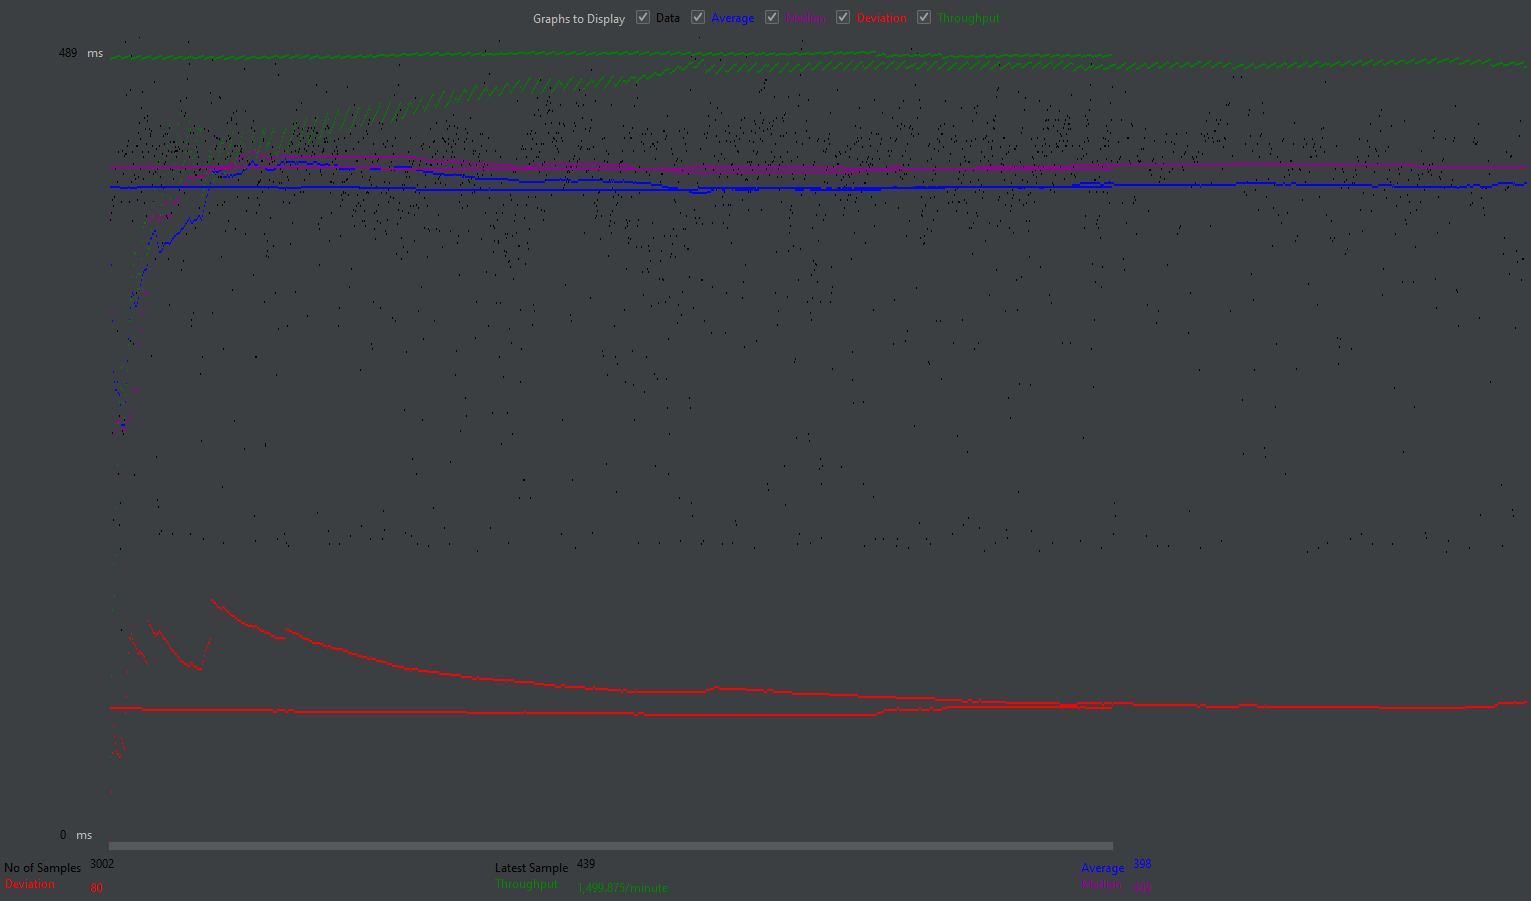 Graphs to Display Data Average Median Deviation Throughput
489 ms
0 ms
No of Samples 3002 Latest Sample 439 Average 398
Deviation 80 Throughput 1,499.875/minute Median